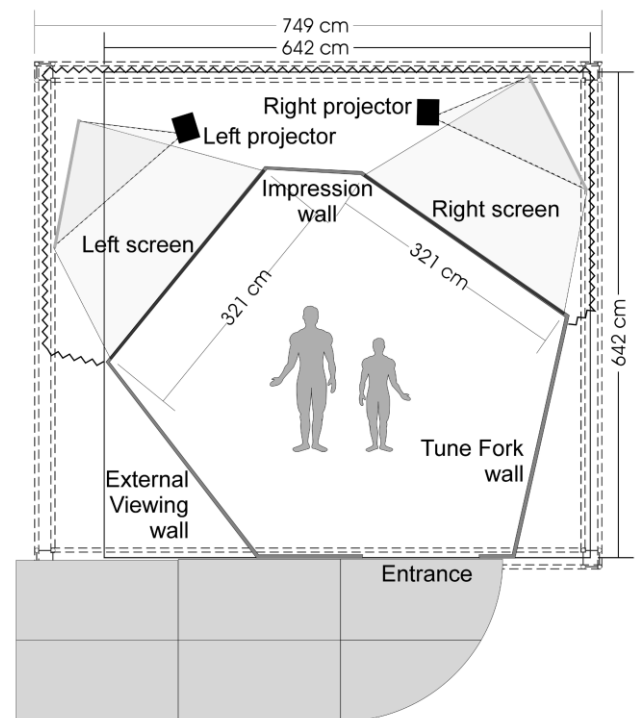 749 cm
642 cm
Right projector
Left projector
Impression
wall
Right screen
Left screen
321 cm
321 cm
642 cm
Tune Fork
wall
External
Viewing
wall
Entrance